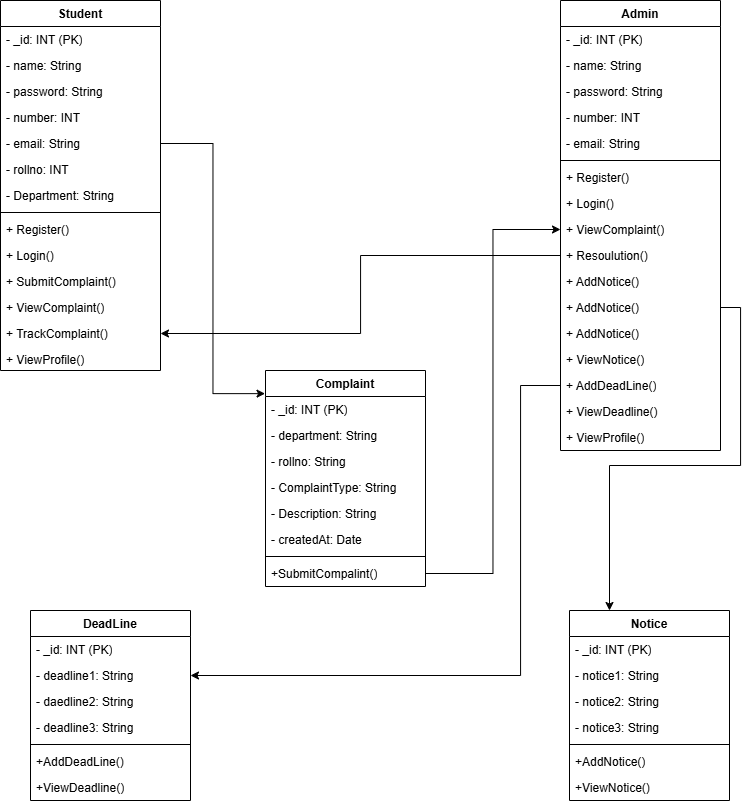 Student
- _id: INT (PK)
- name: String
- password: String
- number: INT
- email: String
- rollno: INT
- Department: String
+ Register()
+ Login()
+ SubmitComplaint()
+ ViewComplaint()
+ TrackComplaint()
+ ViewProfile()
Admin
- _id: INT (PK)
- name: String
- password: String
- number: INT
- email: String
+ Register()
+ Login()
+ ViewComplaint()
+ Resoulution()
+ AddNotice()
+ AddNotice()
+ AddNotice()
+ ViewNotice()
+ AddDeadLine()
+ ViewDeadline()
+ ViewProfile()
Complaint
- _id: INT (PK)
- department: String
- rollno: String
- ComplaintType: String
- Description: String
- createdAt: Date
+SubmitCompalint()
DeadLine
- _id: INT (PK)
- deadline1: String
- daedline2: String
- deadline3: String
+AddDeadLine()
+ViewDeadline()
Notice
- _id: INT (PK)
- notice1: String
- notice2: String
- notice3: String
+AddNotice()
+ViewNotice()